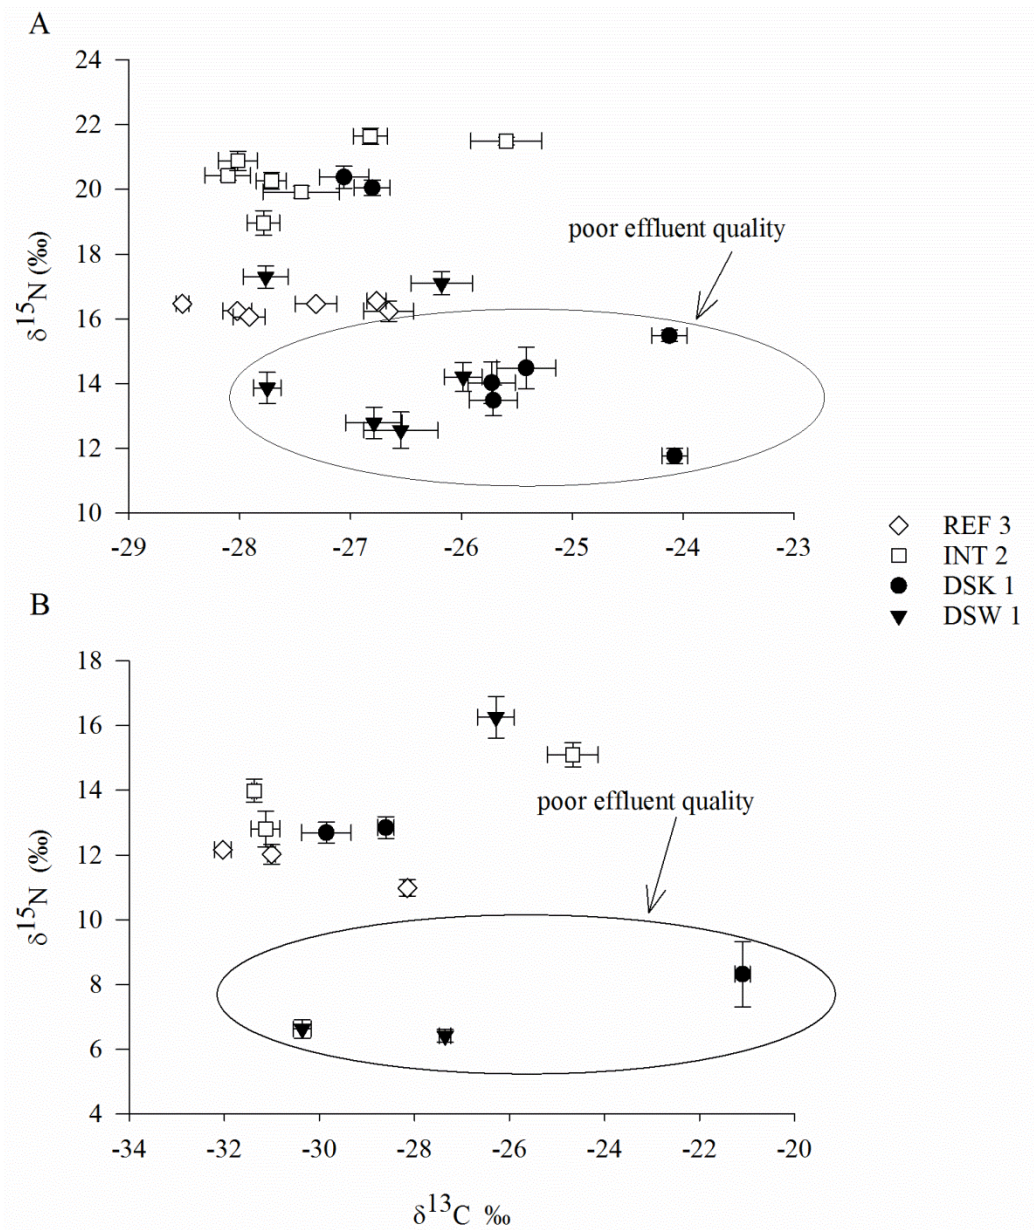 A
24
22
20
18
16
14
12
10
δ15N (‰)
poor effluent quality
-29 -28 -27 -26 -25 -24 -23
REF 3
INT 2
DSK 1
DSW 1
B
18
16
14
12
10
8
6
4
δ15N (‰)
poor effluent quality
-34 -32 -30 -28 -26 -24 -22 -20
δ13C ‰